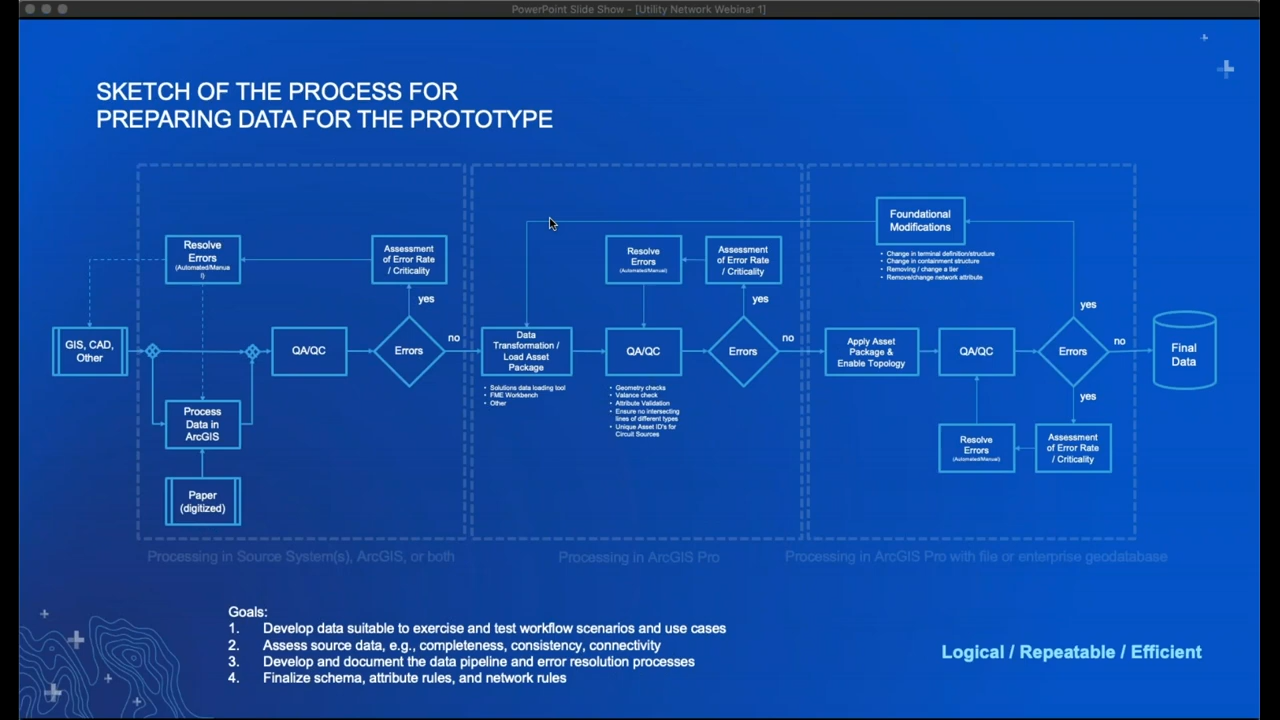 PowerPoint Slide Show - [Utility Network Webinar 1]
SKETCH OF THE PROCESS FOR
PREPARING DATA FOR THE PROTOTYPE
Resolve
Errors
(Automated/Manua
Assessment
of Error Rate
/ Criticality
yes
GIS, CAD,
Other
QA/QC
Errors
no
Process
Data in
ArcGIS
Paper
(digitized)
Processing in Source System(s), ArcGIS, or both
Resolve
Errors
(Automated/Manual)
Assessment
of Error Rate
/ Criticality
yes
Data
Transformation /
Load Asset
Package
• Solutions data loading tool
• FME Workbench
• Other
QA/QC
• Geometry checks
• Valance check
• Attribute Validation
• Ensure no intersecting
lines of different types
• Unique Asset ID's for
Circuit Sources
Errors
no
Processing in ArcGIS Pro
Foundational
Modifications
• Change in terminal definition/structure
• Change in containment structure
• Removing / change a tier
• Remove/change network attribute
yes
Apply Asset
Package &
Enable Topology
QA/QC
Errors
no
Final
Data
yes
Resolve
Errors
(Automated/Manual)
Assessment
of Error Rate
/ Criticality
Processing in ArcGIS Pro with file or enterprise geodatabase
Goals:
1. Develop data suitable to exercise and test workflow scenarios and use cases
2. Assess source data, e.g., completeness, consistency, connectivity
3. Develop and document the data pipeline and error resolution processes
4. Finalize schema, attribute rules, and network rules
Logical / Repeatable / Efficient